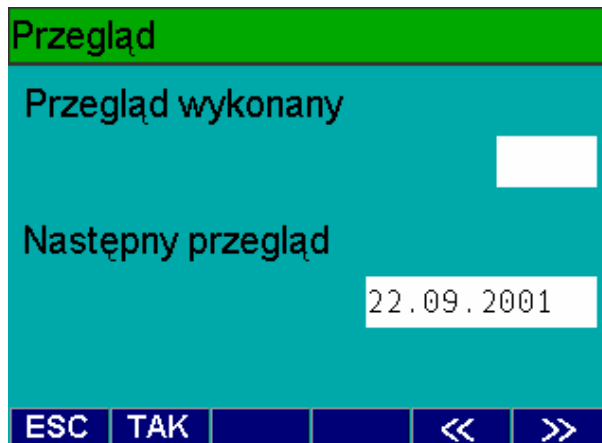 Przegląd
Przegląd wykonany
Następny przegląd
22.09.2001
ESC TAK << >>